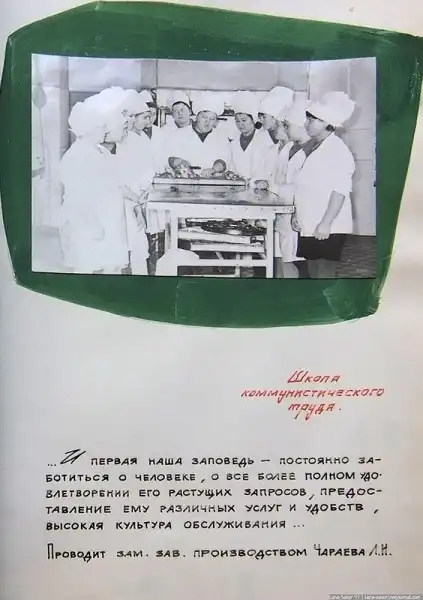 Школа
коммунистического
труда.
...И первая наша заповедь – постоянно за-
ботиться о человеке, о все более полном удо-
влетворении его растущих запросов, предос-
тавление ему различных услуг и удобств,
высокая культура обслуживания ...
Проводит зам. зав. производством Чараева Л.И.